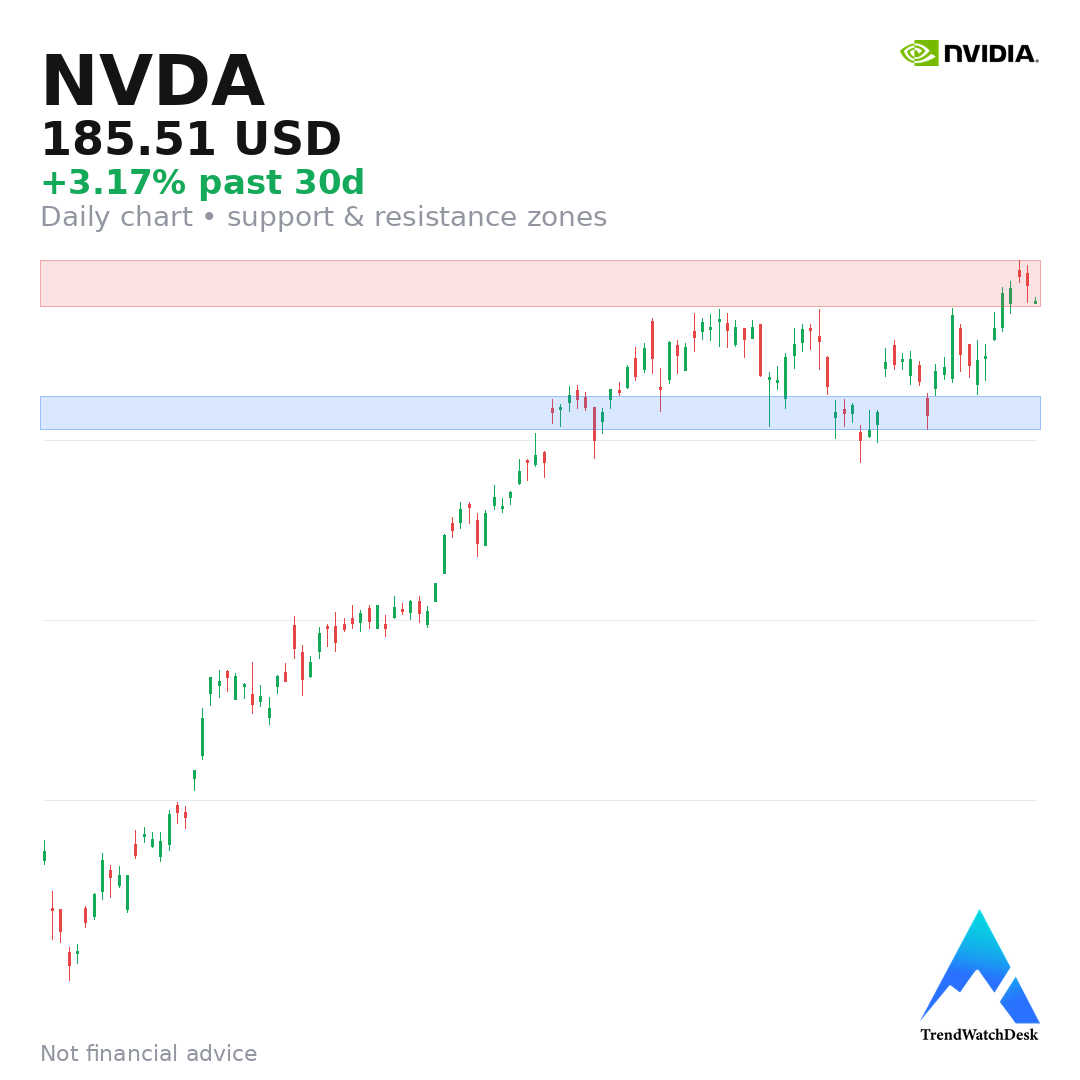 NVDA
NVIDIA.
185.51 USD
+3.17% past 30d
Daily chart • support & resistance zones
TrendWatchDesk
Not financial advice